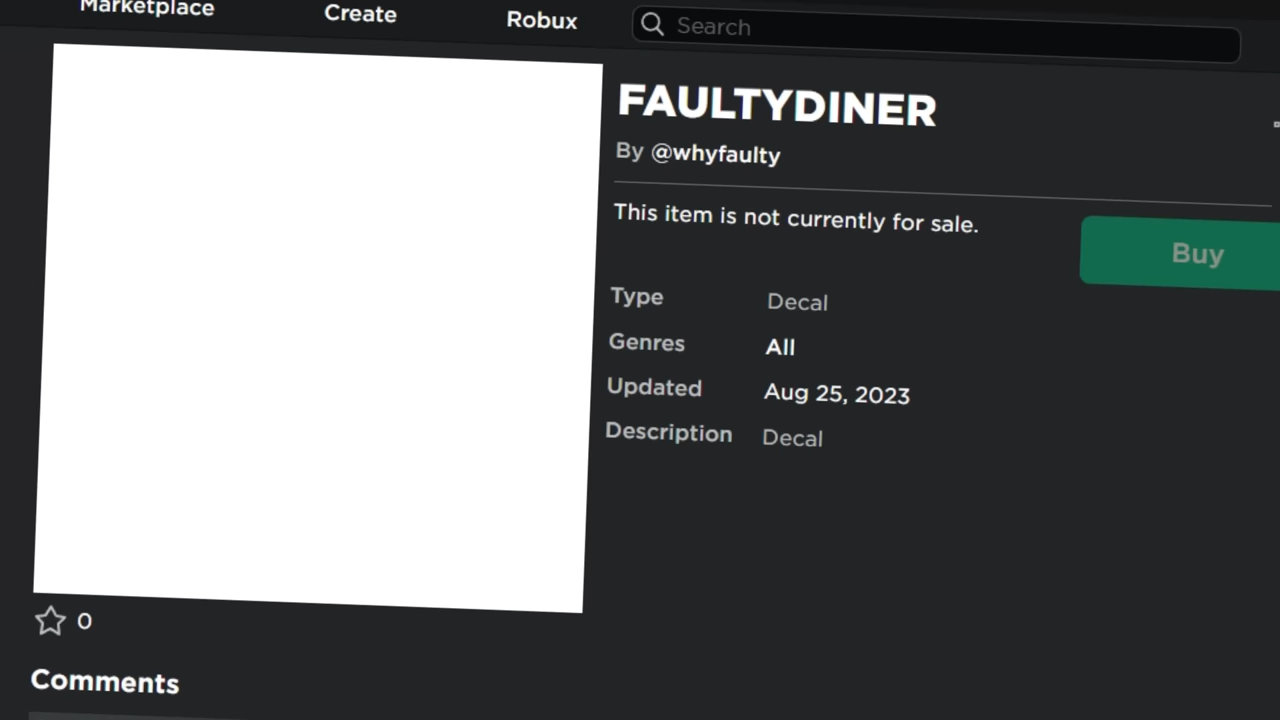 Marketplace Create Robux Search
FAULTYDINER
By @whyfaulty
This item is not currently for sale.
Buy
Type Decal
Genres All
Updated Aug 25, 2023
Description Decal
0
Comments